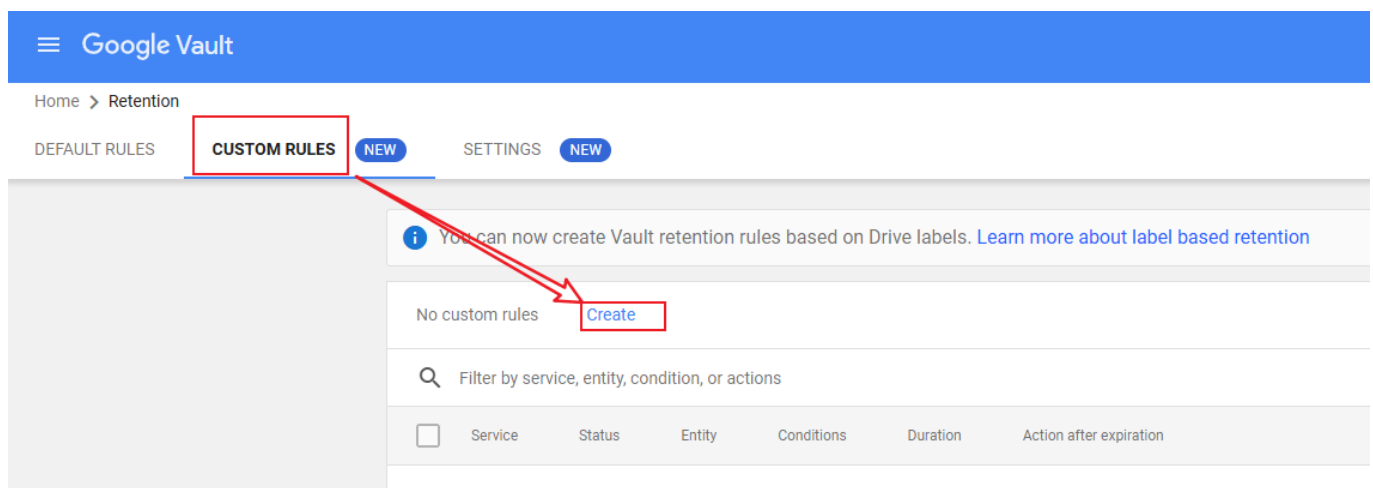 Google Vault
Home > Retention
DEFAULT RULES CUSTOM RULES NEW SETTINGS NEW
You can now create Vault retention rules based on Drive labels. Learn more about label based retention
No custom rules Create
Filter by service, entity, condition, or actions
Service Status Entity Conditions Duration Action after expiration